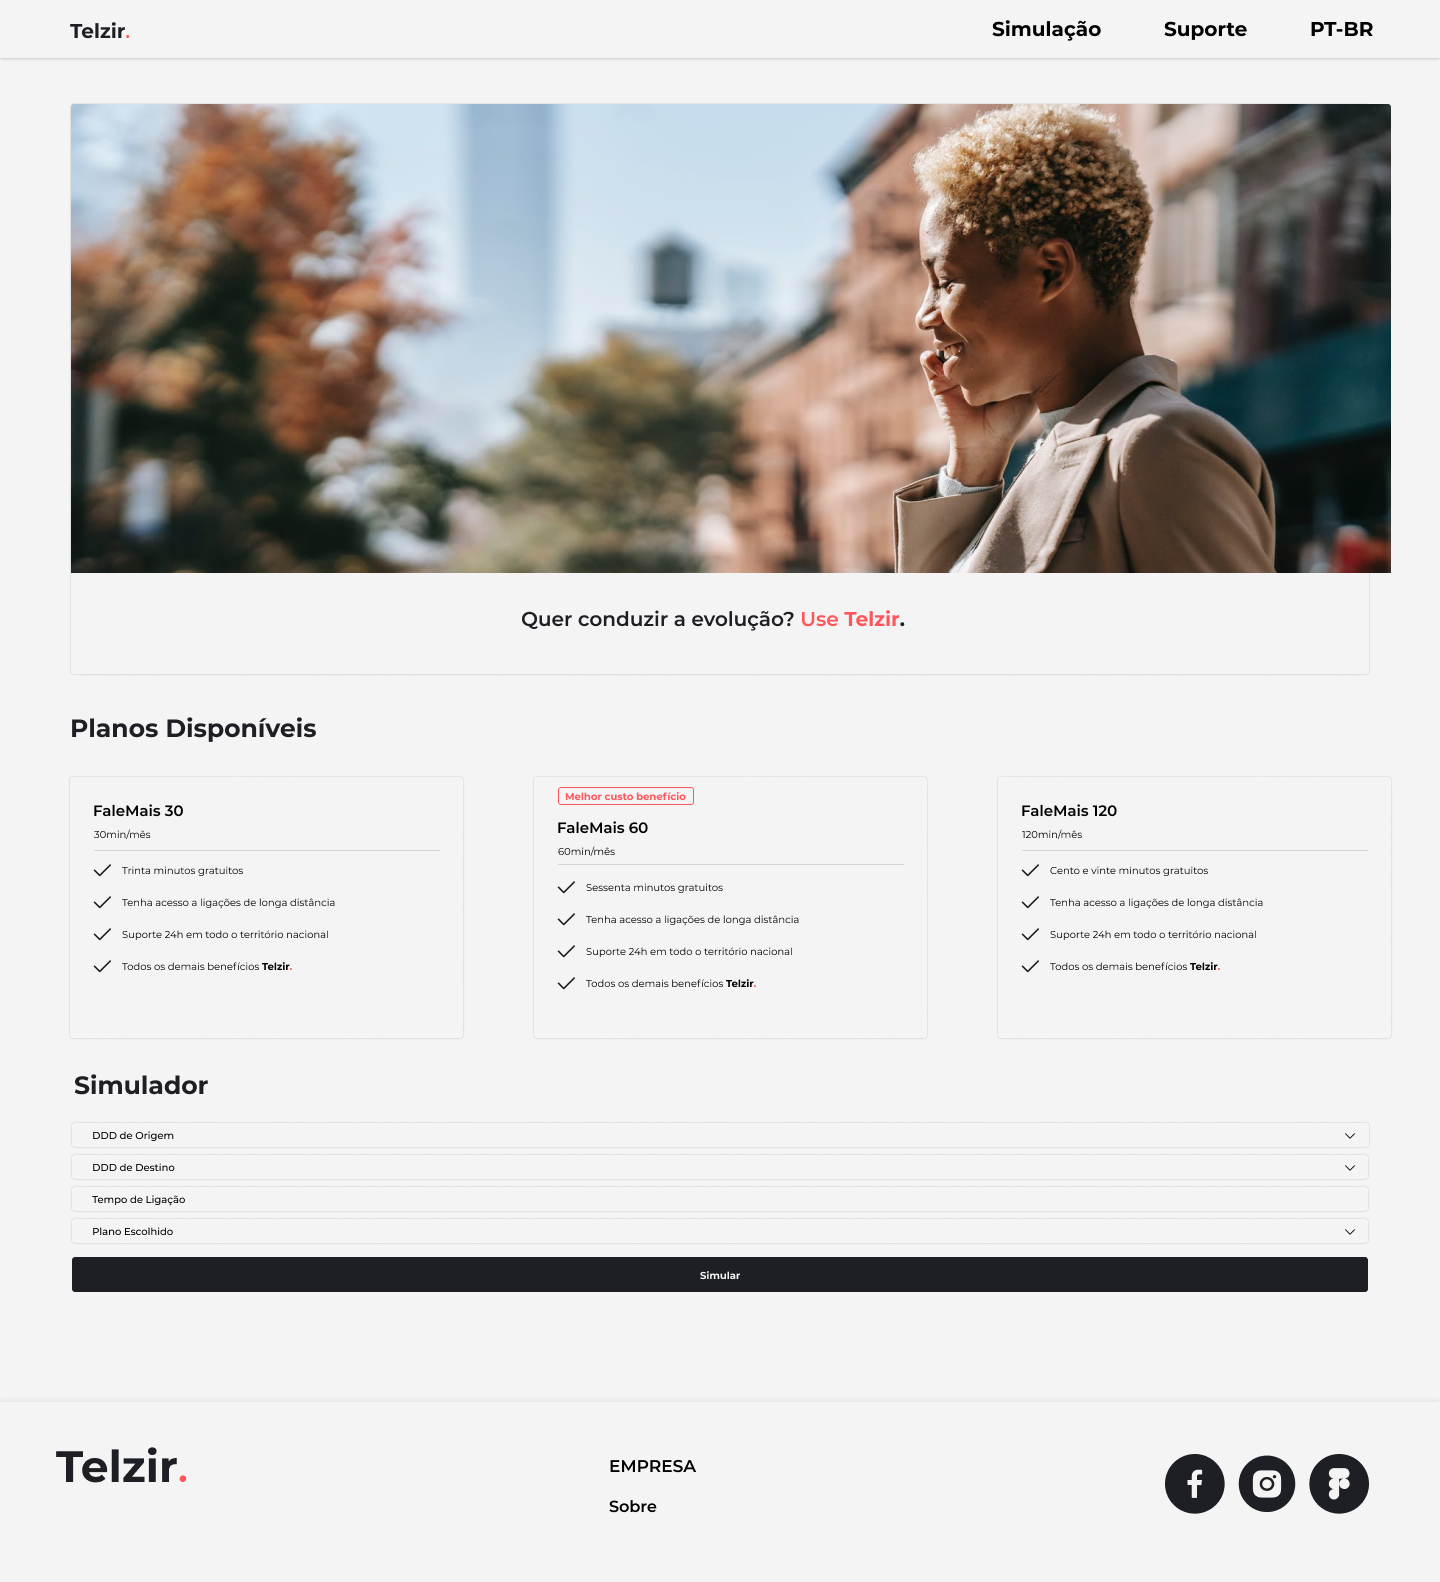 Telzir.
Simulação
Suporte
PT-BR
Quer conduzir a evolução? Use Telzir.
Planos Disponíveis
FaleMais 30
30min/mês
Trinta minutos gratuitos
Tenha acesso a ligações de longa distância
Suporte 24h em todo o território nacional
Todos os demais benefícios Telzir.
Melhor custo benefício
FaleMais 60
60min/mês
Sessenta minutos gratuitos
Tenha acesso a ligações de longa distância
Suporte 24h em todo o território nacional
Todos os demais benefícios Telzir.
FaleMais 120
120min/mês
Cento e vinte minutos gratuitos
Tenha acesso a ligações de longa distância
Suporte 24h em todo o território nacional
Todos os demais benefícios Telzir.
Simulador
DDD de Origem
DDD de Destino
Tempo de Ligação
Plano Escolhido
Simular
Telzir.
EMPRESA
Sobre